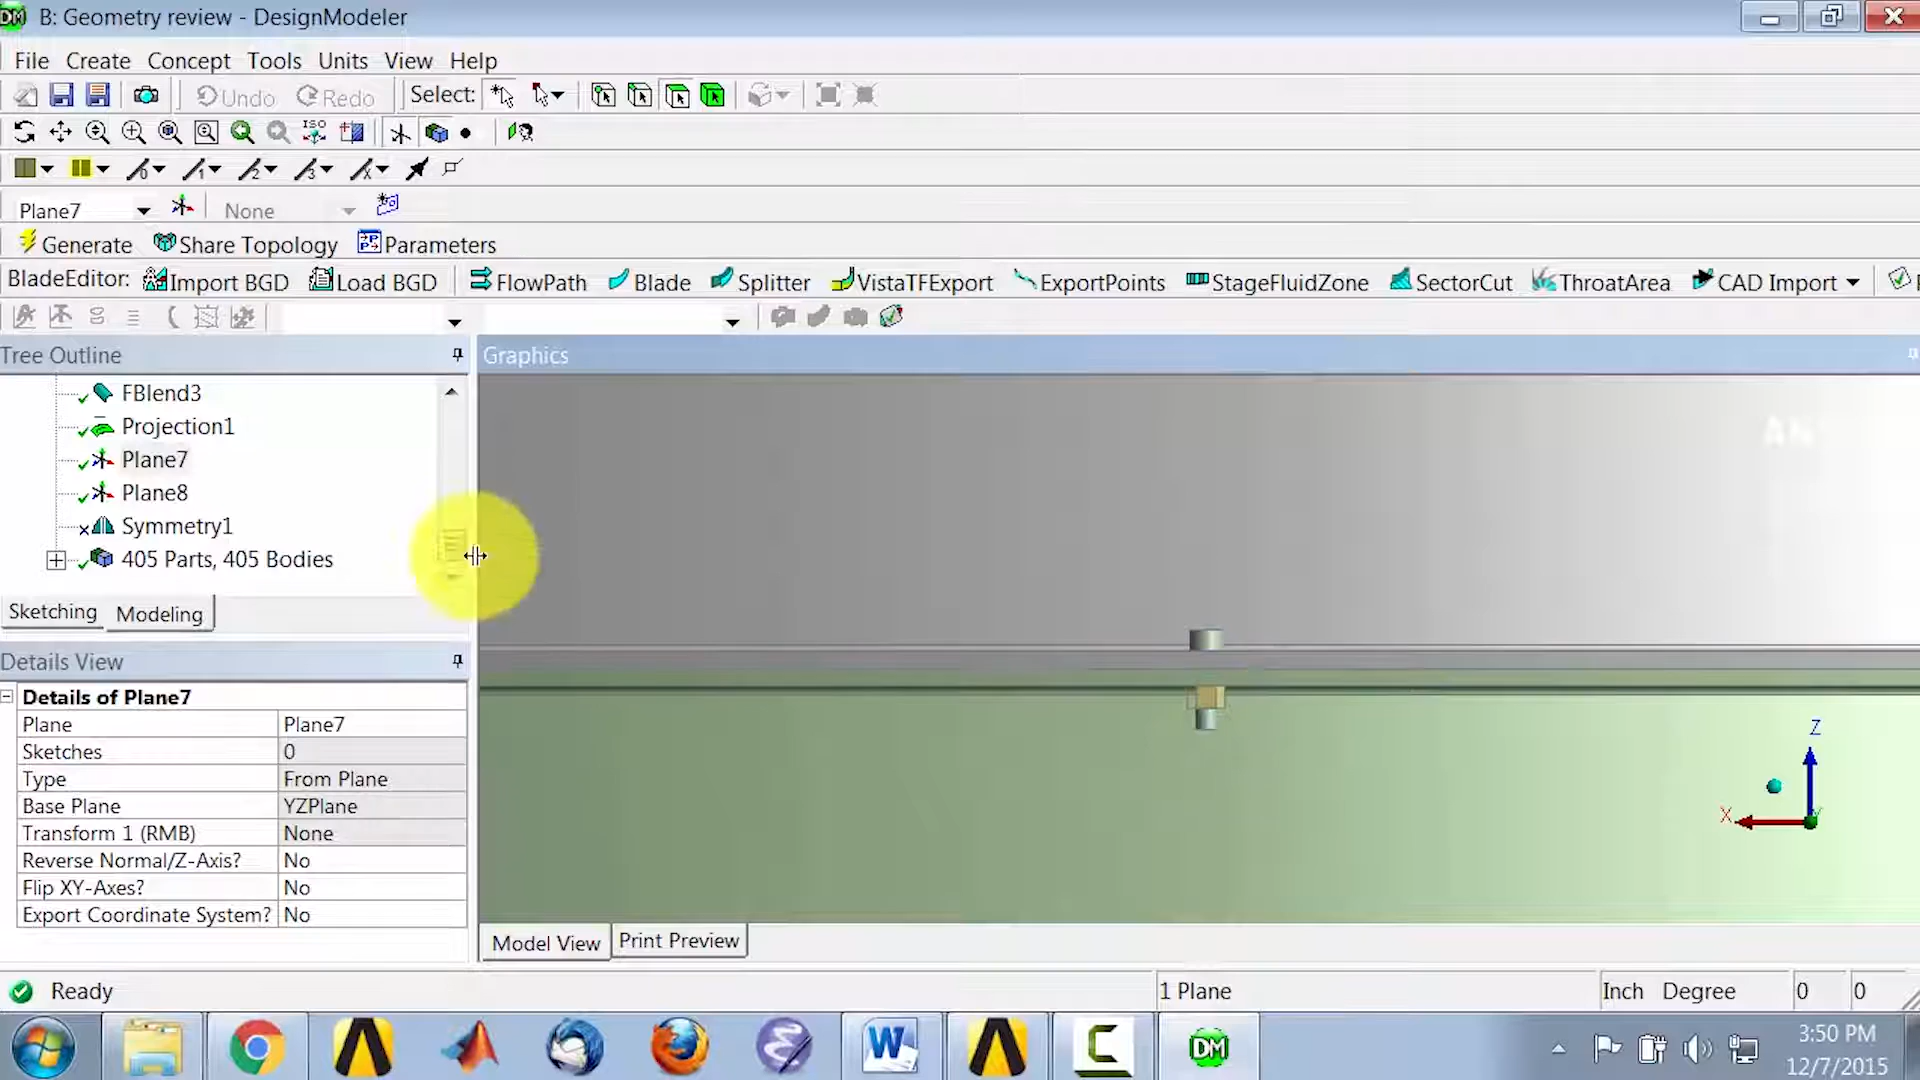 B: Geometry review - DesignModeler
File Create Concept Tools Units View Help
Undo Redo Select:
ISO
Plane7 None
Generate Share Topology Parameters
BladeEditor: Import BGD Load BGD FlowPath Blade Splitter VistaTFExport ExportPoints StageFluidZone SectorCut ThroatArea CAD Import
Tree Outline
Graphics
FBlend3
Projection1
Plane7
Plane8
Symmetry1
405 Parts, 405 Bodies
Sketching Modeling
Details View
Details of Plane7
Plane Plane7
Sketches 0
Type From Plane
Base Plane YZPlane
Transform 1 (RMB) None
Reverse Normal/Z-Axis? No
Flip XY-Axes? No
Export Coordinate System? No
Z
X
Model View Print Preview
Ready 1 Plane Inch Degree 0 0
DM
3:50 PM
12/7/2015